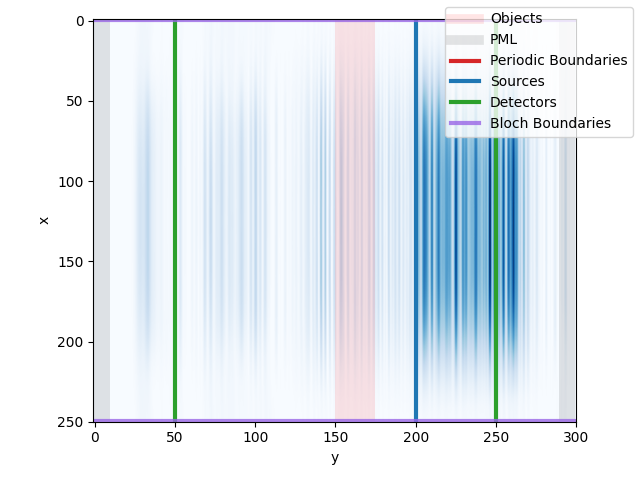 Objects
PML
Periodic Boundaries
Sources
Detectors
Bloch Boundaries
0
50
100
150
200
250
x
0 50 100 150 200 250 300
y